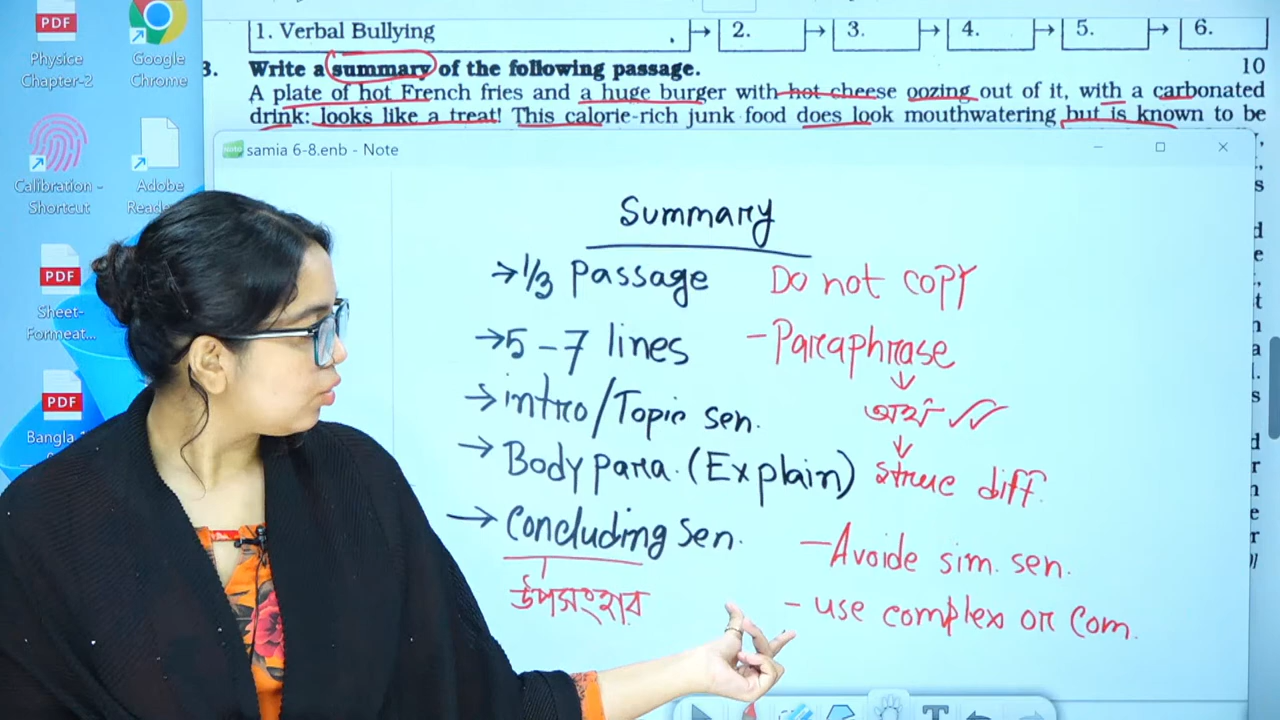 Physice
Chapter-2
Google
Chrome
Calibration -
Shortcut
Adobe
Reade
Sheet-
Formeat...
Bangla 1
1. Verbal Bullying
2.
3.
4.
5.
6.
3. Write a summary of the following passage. 10
A plate of hot French fries and a huge burger with hot cheese oozing out of it, with a carbonated
drink: looks like a treat! This calorie-rich junk food does look mouthwatering but is known to be
samia 6-8.enb - Note
Summary
→ 1/3 passage
Do not copy
→ 5-7 lines
- Paraphrase
↓
→ intro/Topic sen.
অর্থ
↓
→ Body para. (Explain)
struc diff.
→ Concluding sen.
উপসংহার
- Avoide sim. sen.
- use complex or Com.